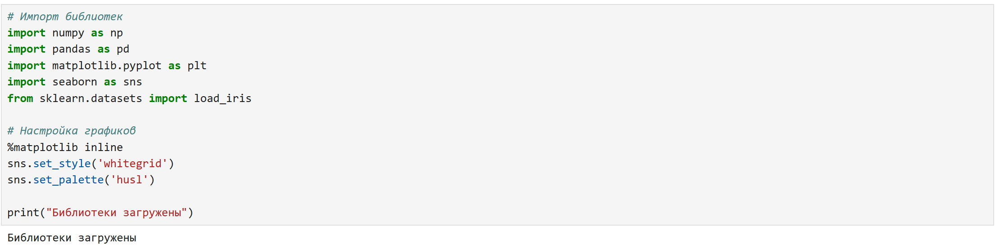 # Импорт библиотек
import numpy as np
import pandas as pd
import matplotlib.pyplot as plt
import seaborn as sns
from sklearn.datasets import load_iris
# Настройка графиков
%matplotlib inline
sns.set_style('whitegrid')
sns.set_palette('husl')
print("Библиотеки загружены")
Библиотеки загружены